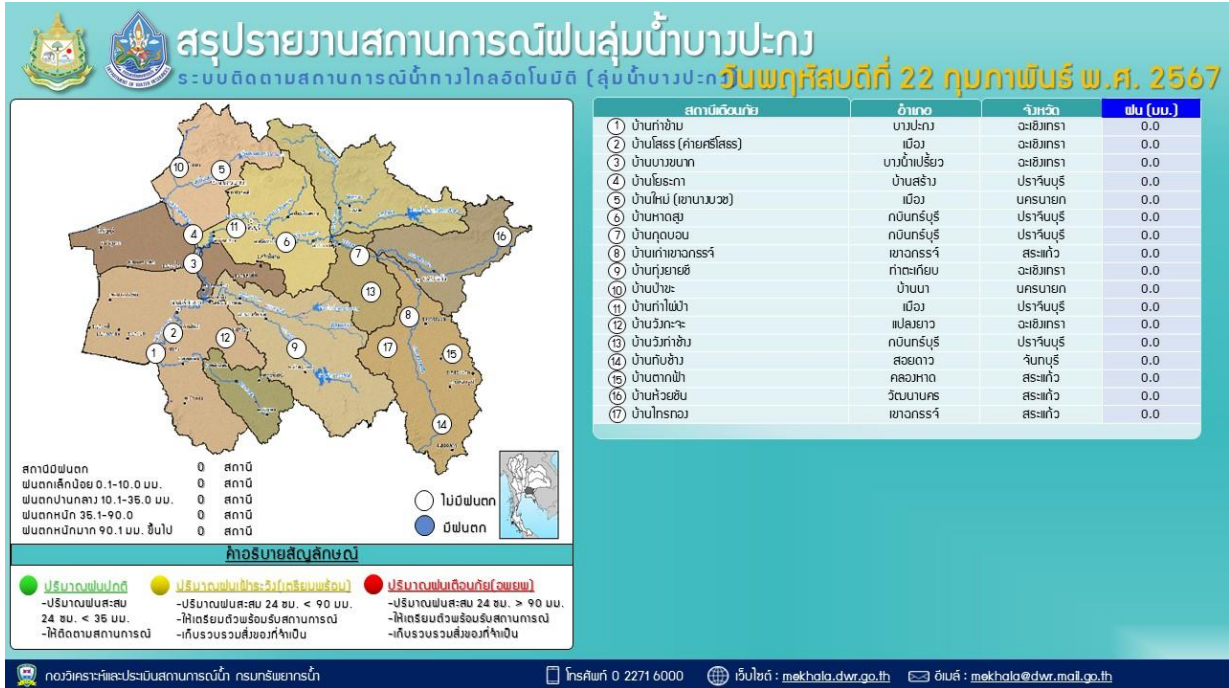 สรุปรายงานสถานการณ์ฝนลุ่มน้ำบางปะกง
ระบบติดตามสถานการณ์น้ำทางไกลอัตโนมัติ (ลุ่มน้ำบางปะกง)
วันพฤหัสบดีที่ 22 กุมภาพันธ์ พ.ศ. 2567
สถานีเตือนภัย อำเภอ จังหวัด ฝน (มม.)
1 บ้านท่าข้าม บางปะกง ฉะเชิงเทรา 0.0
2 บ้านโสธร (ค่ายศรีโสธร) เมือง ฉะเชิงเทรา 0.0
3 บ้านบางขนาก บางน้ำเปรี้ยว ฉะเชิงเทรา 0.0
4 บ้านโยธะกา บ้านสร้าง ปราจีนบุรี 0.0
5 บ้านใหม่ (เขานางบวช) เมือง นครนายก 0.0
6 บ้านหาดสูง กบินทร์บุรี ปราจีนบุรี 0.0
7 บ้านกุดบอน กบินทร์บุรี ปราจีนบุรี 0.0
8 บ้านเก่าเขาฉกรรจ์ เขาฉกรรจ์ สระแก้ว 0.0
9 บ้านทุ่งยายชี ท่าตะเกียบ ฉะเชิงเทรา 0.0
10 บ้านป่าขะ บ้านนา นครนายก 0.0
11 บ้านท่าไผ่ป่า เมือง ปราจีนบุรี 0.0
12 บ้านวังกะจะ แปลงยาว ฉะเชิงเทรา 0.0
13 บ้านวังท่าช้าง กบินทร์บุรี ปราจีนบุรี 0.0
14 บ้านทับช้าง สอยดาว จันทบุรี 0.0
15 บ้านตากฟ้า คลองหาด สระแก้ว 0.0
16 บ้านห้วยชัน วัฒนานคร สระแก้ว 0.0
17 บ้านไทรทอง เขาฉกรรจ์ สระแก้ว 0.0
10
5
4
11
6
16
3
7
13
8
2
12
9
17
15
1
14
สถานีมีฝนตก 0 สถานี
ฝนตกเล็กน้อย 0.1-10.0 มม. 0 สถานี
ฝนตกปานกลาง 10.1-35.0 มม. 0 สถานี
ฝนตกหนัก 35.1-90.0 0 สถานี
ฝนตกหนักมาก 90.1 มม. ขึ้นไป 0 สถานี
ไม่มีฝนตก
มีฝนตก
คำอธิบายสัญลักษณ์
ปริมาณฝนปกติ
-ปริมาณฝนสะสม
24 ชม. < 35 มม.
-ให้ติดตามสถานการณ์
ปริมาณฝนเฝ้าระวัง(เตรียมพร้อม)
-ปริมาณฝนสะสม 24 ชม. < 90 มม.
-ให้เตรียมตัวพร้อมรับสถานการณ์
-เก็บรวบรวมสิ่งของที่จำเป็น
ปริมาณฝนเตือนภัย(อพยพ)
-ปริมาณฝนสะสม 24 ชม. > 90 มม.
-ให้เตรียมตัวพร้อมรับสถานการณ์
-เก็บรวบรวมสิ่งของที่จำเป็น
กองวิเคราะห์และประเมินสถานการณ์น้ำ กรมทรัพยากรน้ำ
โทรศัพท์ 0 2271 6000
เว็บไซต์ : mekhala.dwr.go.th
อีเมล์ : mekhala@dwr.mail.go.th